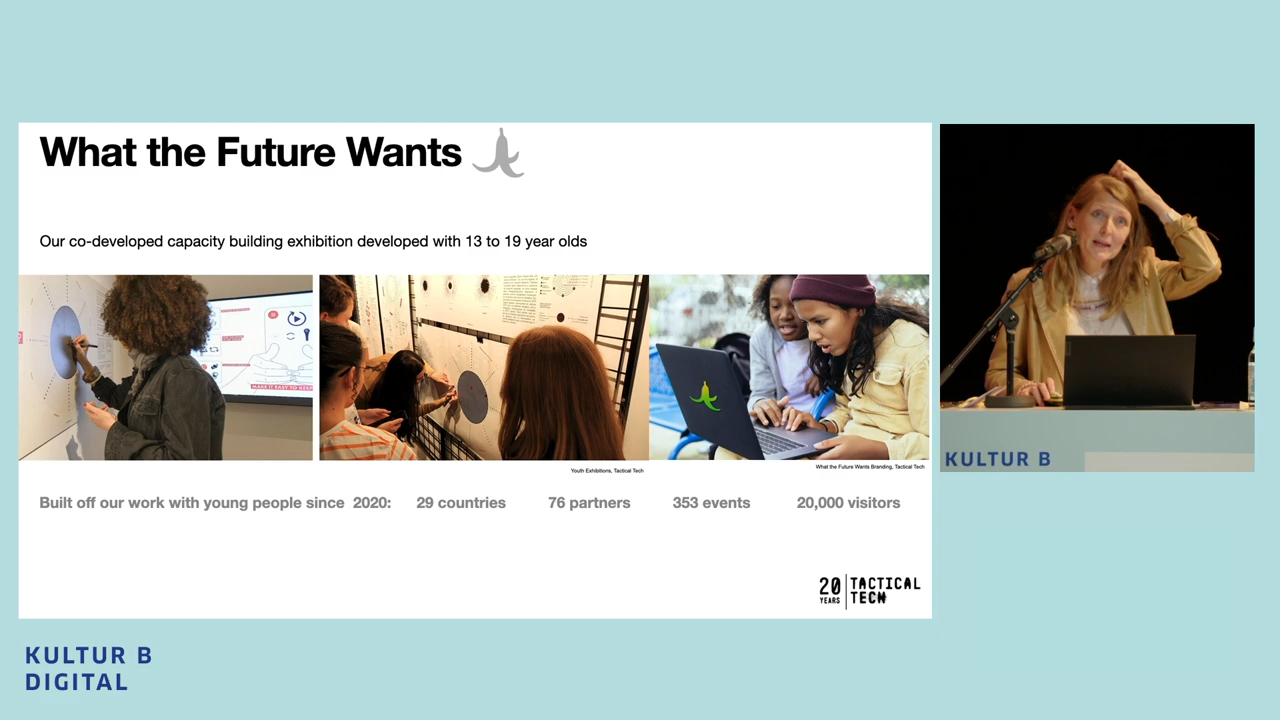 What the Future Wants
Our co-developed capacity building exhibition developed with 13 to 19 year olds
MAKE IT EASY TO
Youth Exhibitions, Tactical Tech
What the Future Wants Branding, Tactical Tech
Built off our work with young people since 2020: 29 countries 76 partners 353 events 20,000 visitors
20 YEARS
TACTICAL
TECH
KULTUR B
KULTUR B
DIGITAL